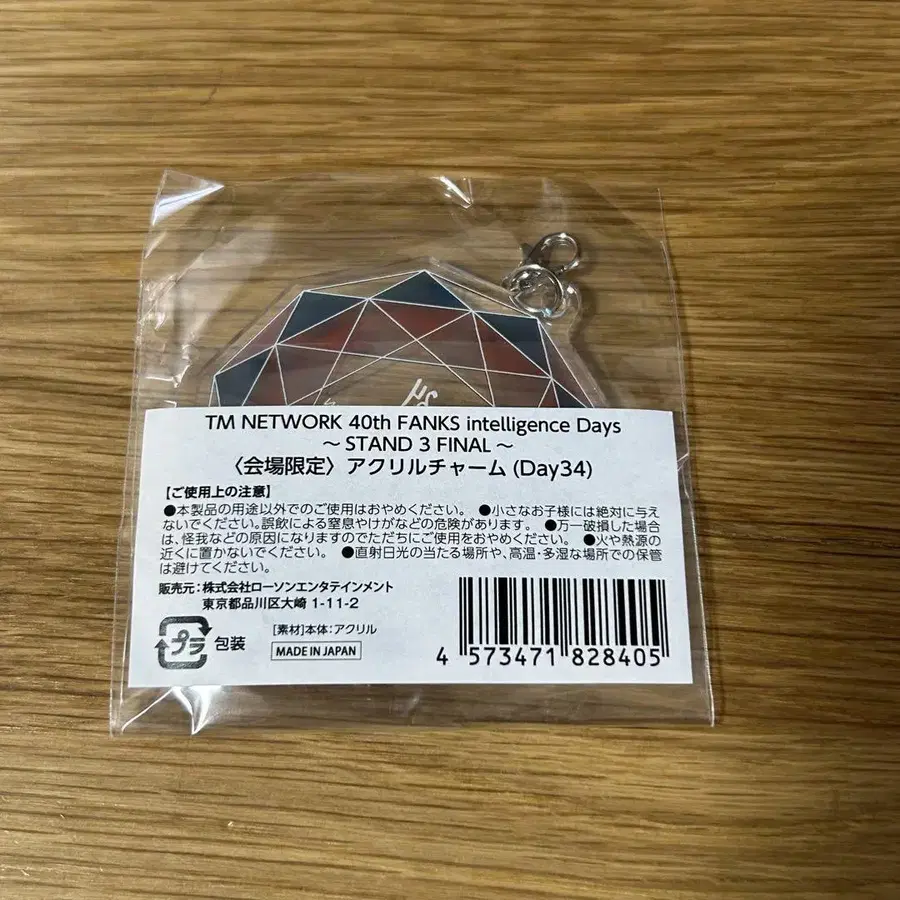 TM NETWORK 40th FANKS intelligence Days
～ STAND 3 FINAL ～
〈会場限定〉アクリルチャーム (Day34)
【ご使用上の注意】
●本製品の用途以外でのご使用はおやめください。 ●小さなお子様には絶対に与え
ないでください。誤飲による窒息やけがなどの危険があります。 ●万一破損した場合
は、怪我などの原因になりますのでただちにご使用をおやめください。 ●火や熱源の
近くに置かないでください。 ●直射日光の当たる場所や、高温・多湿な場所での保管
は避けてください。
販売元：株式会社ローソンエンタテインメント
東京都品川区大崎 1-11-2
プラ 包装
［素材］本体：アクリル
MADE IN JAPAN
4 573471 828405